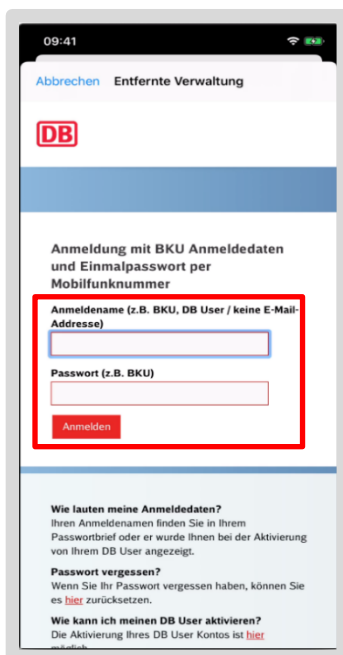 09:41
Abbrechen Entfernte Verwaltung
DB
Anmeldung mit BKU Anmeldedaten
und Einmalpasswort per
Mobilfunknummer
Anmeldename (z.B. BKU, DB User / keine E-Mail-
Addresse)
Passwort (z.B. BKU)
Anmelden
Wie lauten meine Anmeldedaten?
Ihren Anmeldenamen finden Sie in Ihrem
Passwortbrief oder er wurde Ihnen bei der Aktivierung
von Ihrem DB User angezeigt.
Passwort vergessen?
Wenn Sie Ihr Passwort vergessen haben, können Sie
es hier zurücksetzen.
Wie kann ich meinen DB User aktivieren?
Die Aktivierung Ihres DB User Kontos ist hier